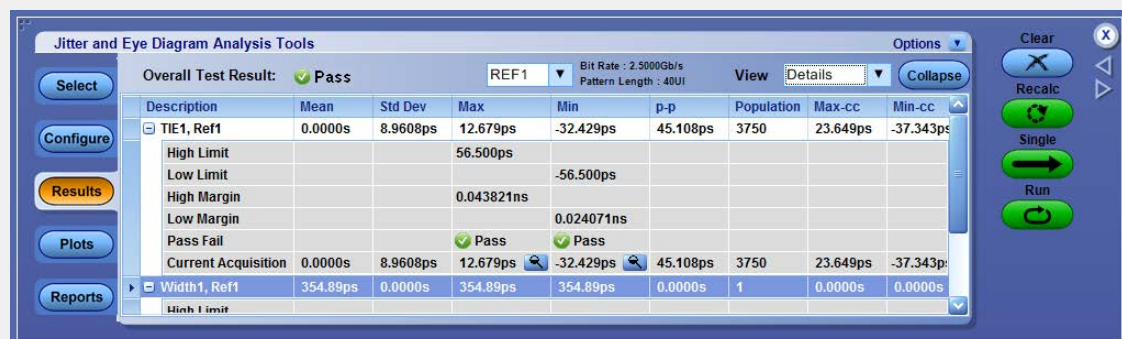 Jitter and Eye Diagram Analysis Tools
Options
Clear
X
Select
Overall Test Result: Pass
REF1
Bit Rate : 2.5000Gb/s
Pattern Length : 40UI
View Details
Collapse
Recalc
Description Mean Std Dev Max Min p-p Population Max-cc Min-cc
TIE1, Ref1 0.0000s 8.9608ps 12.679ps -32.429ps 45.108ps 3750 23.649ps -37.343ps
Configure
Single
High Limit 56.500ps
Low Limit -56.500ps
Results
Run
High Margin 0.043821ns
Low Margin 0.024071ns
Plots
Pass Fail Pass Pass
Current Acquisition 0.0000s 8.9608ps 12.679ps -32.429ps 45.108ps 3750 23.649ps -37.343p
Width1, Ref1 354.89ps 0.0000s 354.89ps 354.89ps 0.0000s 1 0.0000s 0.0000s
Reports
High Limit